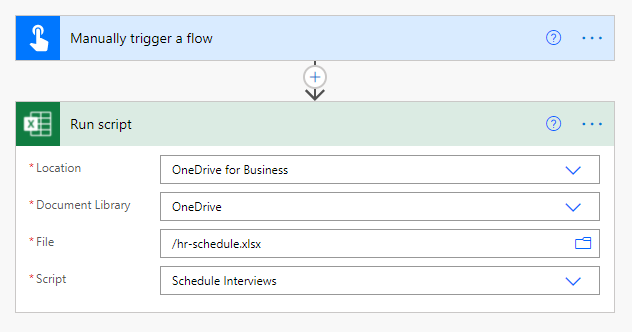 Manually trigger a flow
Run script
* Location OneDrive for Business
* Document Library OneDrive
* File /hr-schedule.xlsx
* Script Schedule Interviews